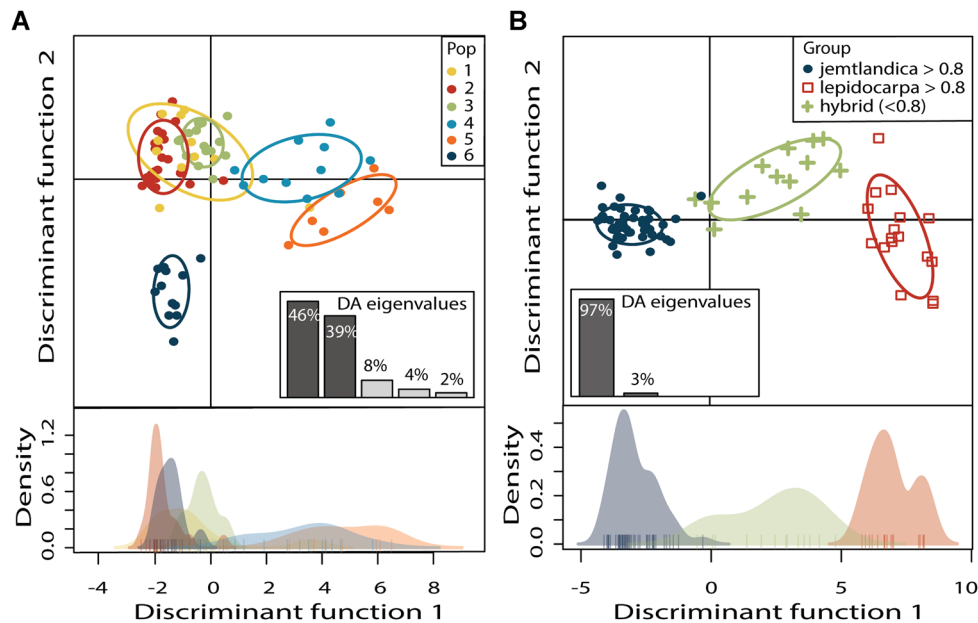 A
Discriminant function 2
Pop
1
2
3
4
5
6
DA eigenvalues
46%
39%
8%
4%
2%
Density
1.2
0.6
0.0
-4 -2 0 2 4 6 8
Discriminant function 1
B
Discriminant function 2
Group
jemtlandica > 0.8
lepidocarpa > 0.8
hybrid (<0.8)
DA eigenvalues
97%
3%
Density
0.4
0.2
0.0
-5 0 5 10
Discriminant function 1